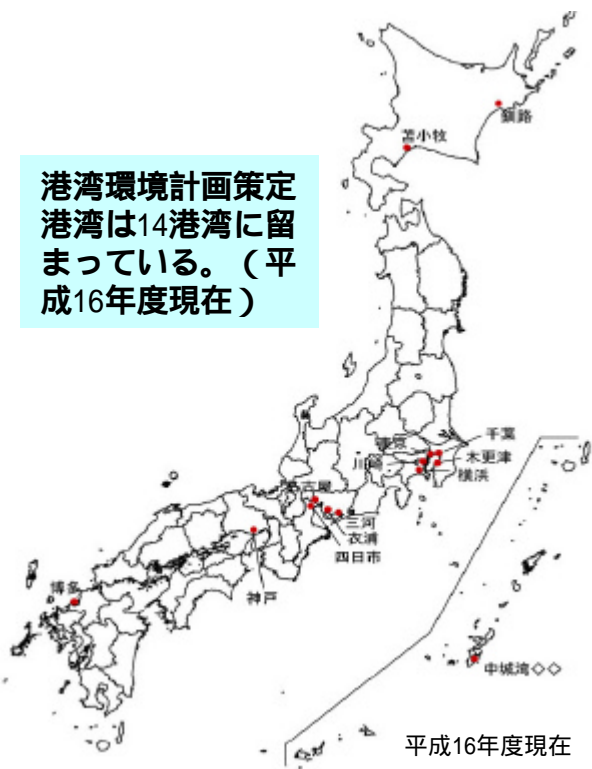 釧路
苫小牧
港湾環境計画策定
港湾は14港湾に留
まっている。（平
成16年度現在）
千葉
東京
木更津
川崎
横浜
名古屋
三河
衣浦
四日市
神戸
博多
中城湾◇◇
平成16年度現在